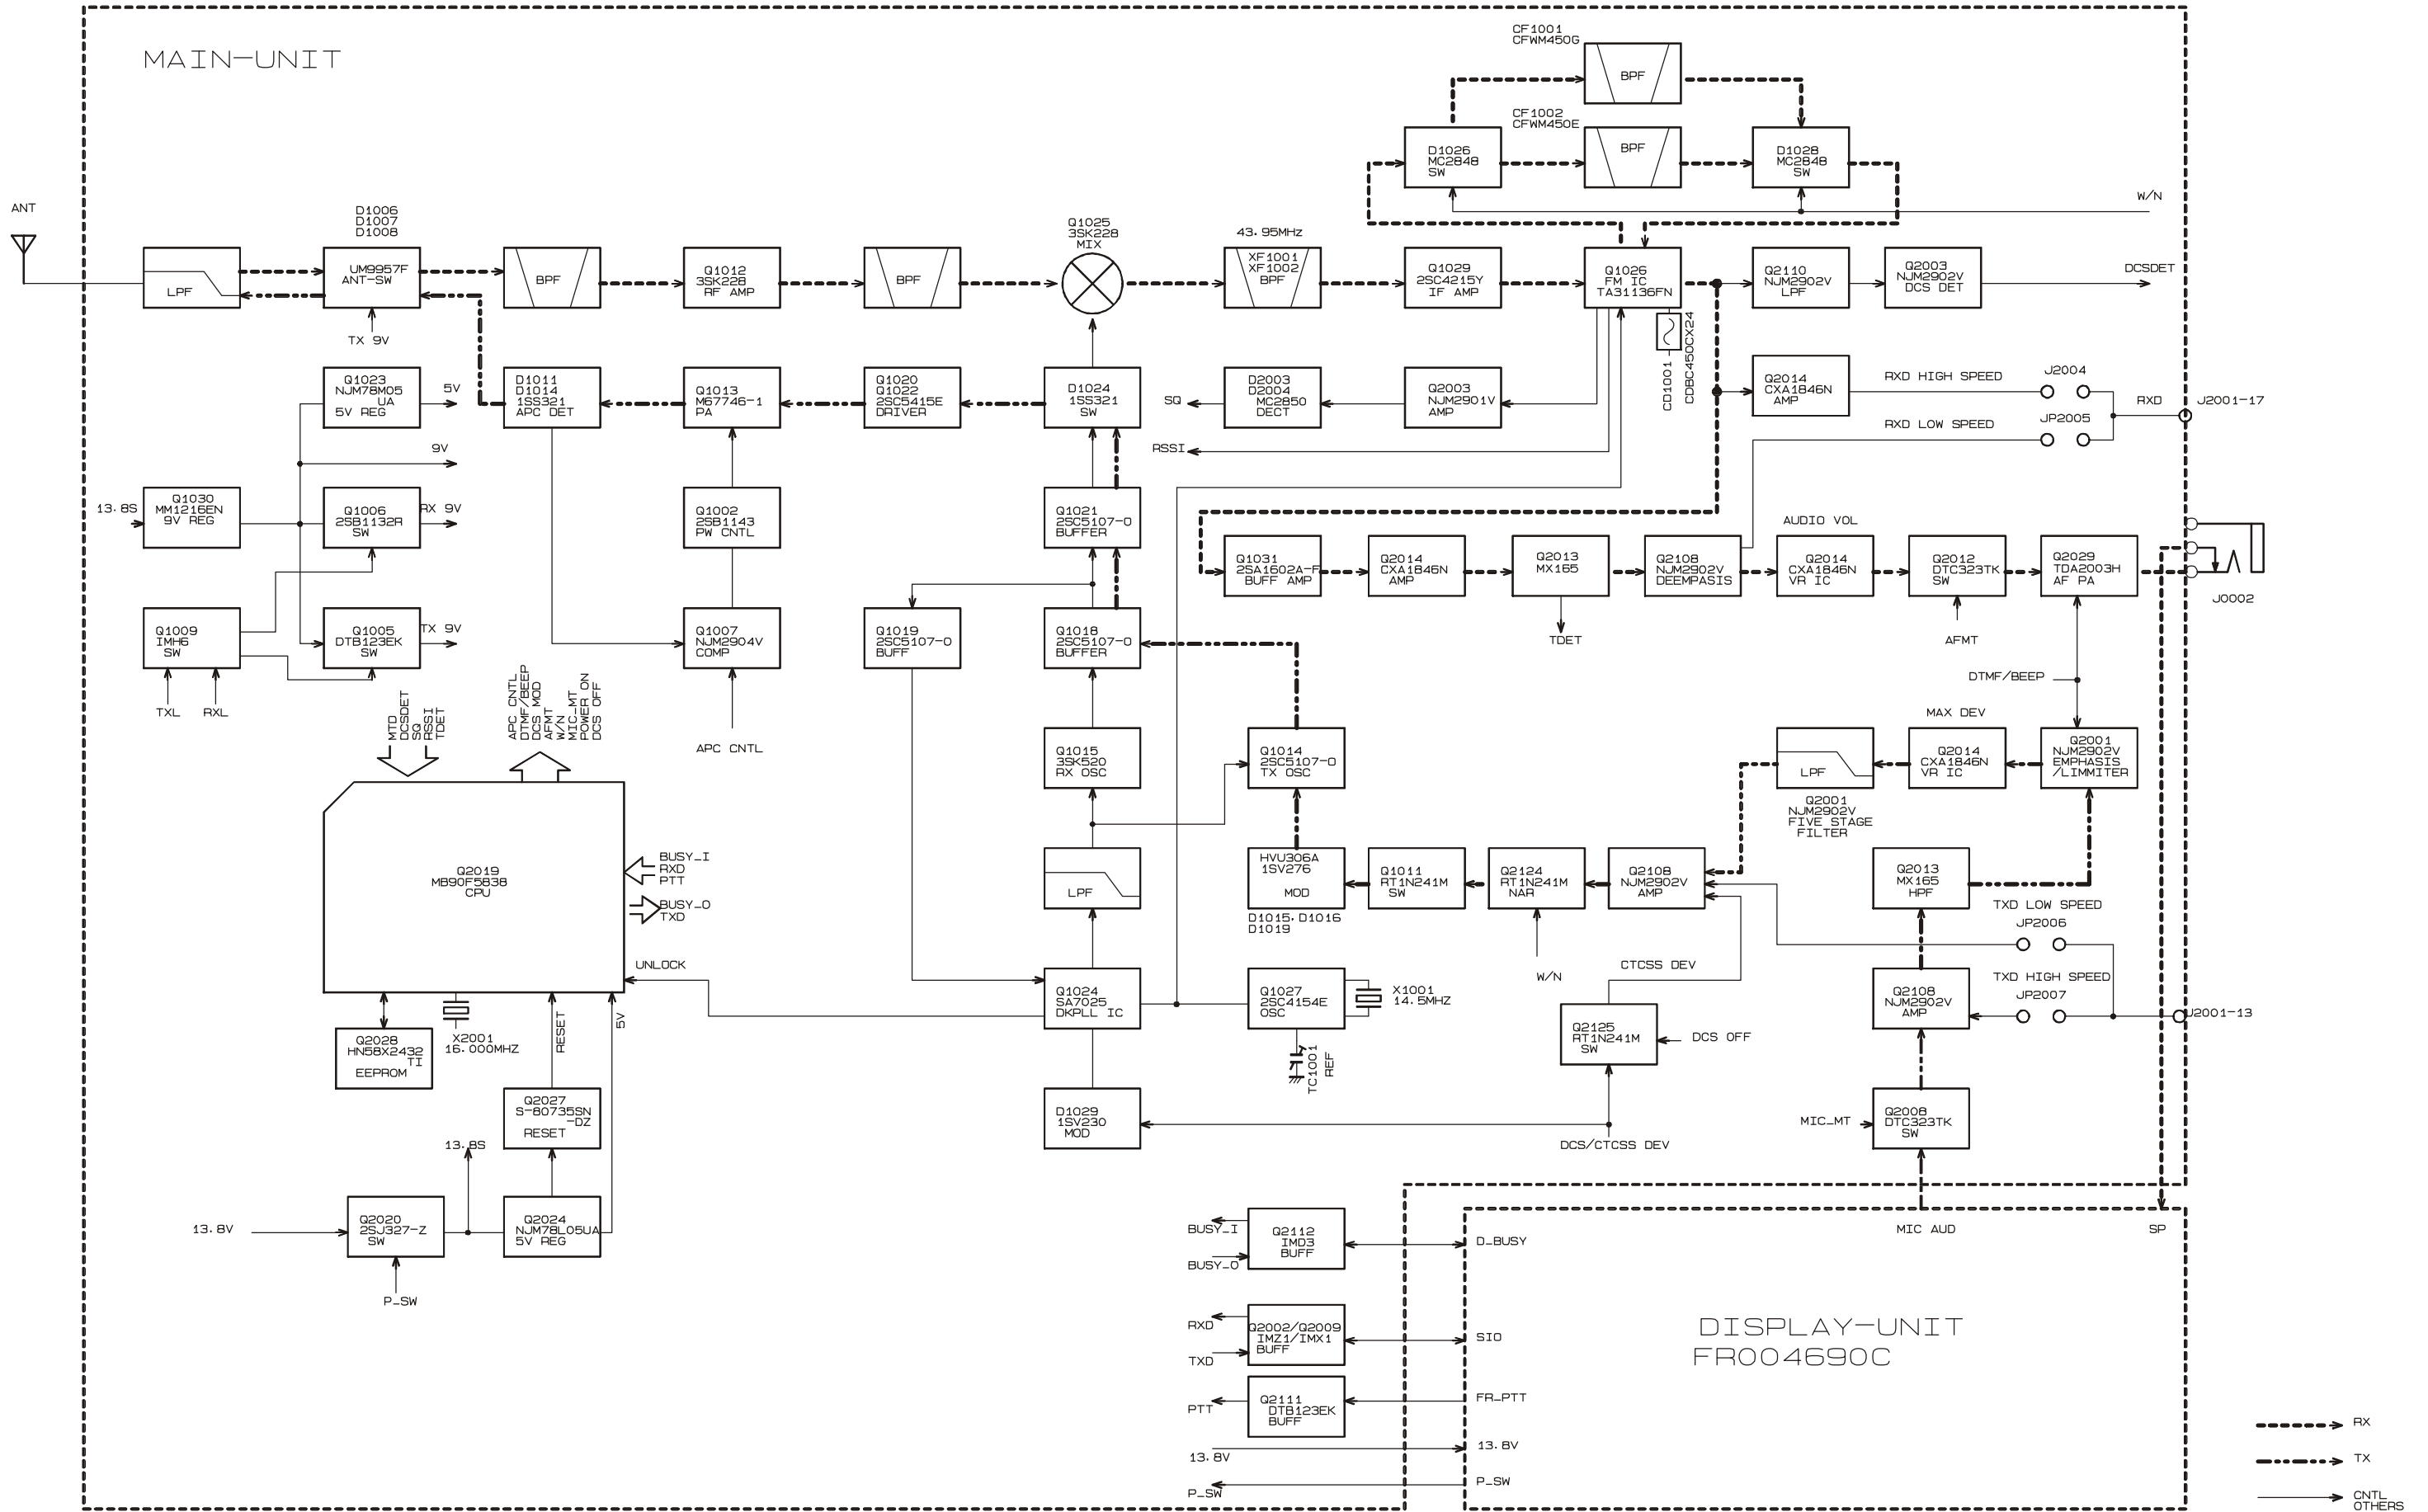 MAIN-UNIT
CF1001
CFWM450G
BPF
CF1002
CFWM450E
D1026
MC2848
SW
BPF
D1028
MC2848
SW
W/N
ANT
LPF
D1006
D1007
D1008
UM9957F
ANT-SW
TX 9V
BPF
Q1012
3SK228
RF AMP
BPF
Q1025
3SK228
MIX
43.95MHz
XF1001
XF1002
BPF
Q1029
2SC4215Y
IF AMP
Q1026
FM IC
TA31136FN
Q2110
NJM2902V
LPF
Q2003
NJM2902V
DCS DET
DCSDET
CD1001
CDBC450CX24
Q1023
NJM78M05
UA
5V REG
5V
D1011
D1014
1SS321
APC DET
Q1013
M67746-1
PA
Q1020
Q1022
2SC5415E
DRIVER
D1024
1SS321
SW
SQ
D2003
D2004
MC2850
DECT
Q2003
NJM2901V
AMP
Q2014
CXA1846N
AMP
RXD HIGH SPEED
J2004
RXD
J2001-17
RXD LOW SPEED
JP2005
9V
RSSI
13.8S
Q1030
MM1216EN
9V REG
Q1006
2SB1132R
SW
RX 9V
Q1002
2SB1143
PW CNTL
Q1021
2SC5107-O
BUFFER
AUDIO VOL
Q1031
2SA1602A-F
BUFF AMP
Q2014
CXA1846N
AMP
Q2013
MX165
Q2108
NJM2902V
DEEMPASIS
Q2014
CXA1846N
VR IC
Q2012
DTC323TK
SW
Q2029
TDA2003H
AF PA
J0002
TDET
AFMT
Q1009
IMH6
SW
TXL
RXL
Q1005
DTB123EK
SW
TX 9V
Q1007
NJM2904V
COMP
APC CNTL
Q1019
2SC5107-O
BUFF
Q1018
2SC5107-O
BUFFER
DTMF/BEEP
MAX DEV
MTD
DCSDET
SQ
RSSI
TDET
APC CNTL
DTMF/BEEP
DCS MOD
AFMT
W/N
MIC_MT
POWER ON
DCS OFF
Q1015
3SK520
RX OSC
Q1014
2SC5107-O
TX OSC
LPF
Q2001
NJM2902V
FIVE STAGE
FILTER
Q2014
CXA1846N
VR IC
Q2001
NJM2902V
EMPHASIS
/LIMMITER
Q2019
MB90F5838
CPU
BUSY_I
RXD
PTT
BUSY_O
TXD
UNLOCK
LPF
HVU306A
1SV276
MOD
D1015, D1016
D1019
Q1011
RT1N241M
SW
Q2124
RT1N241M
NAR
Q2108
NJM2902V
AMP
Q2013
MX165
HPF
TXD LOW SPEED
JP2006
W/N
CTCSS DEV
Q1024
SA7025
DKPLL IC
Q1027
2SC4154E
OSC
X1001
14.5MHZ
TC1001
REF
Q2108
NJM2902V
AMP
TXD HIGH SPEED
JP2007
J2001-13
Q2125
RT1N241M
SW
DCS OFF
Q2028
HN58X2432
TI
EEPROM
X2001
16.000MHZ
RESET
5V
Q2027
S-80735SN
-DZ
RESET
D1029
1SV230
MOD
DCS/CTCSS DEV
MIC_MT
Q2008
DTC323TK
SW
13.8S
13.8V
Q2020
2SJ327-Z
SW
P_SW
Q2024
NJM78L05UA
5V REG
BUSY_I
BUSY_O
Q2112
IMD3
BUFF
D_BUSY
MIC AUD
SP
RXD
TXD
Q2002/Q2009
IMZ1/IMX1
BUFF
SIO
DISPLAY-UNIT
FR004690C
PTT
Q2111
DTB123EK
BUFF
FR_PTT
13.8V
13.8V
P_SW
P_SW
RX
TX
CNTL
OTHERS